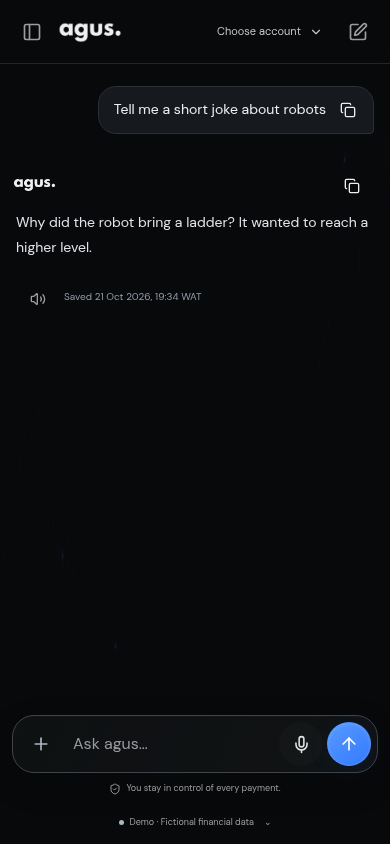 agus.
Choose account
Tell me a short joke about robots
agus.
Why did the robot bring a ladder? It wanted to reach a
higher level.
Saved 21 Oct 2026, 19:34 WAT
Ask agus...
You stay in control of every payment.
Demo · Fictional financial data